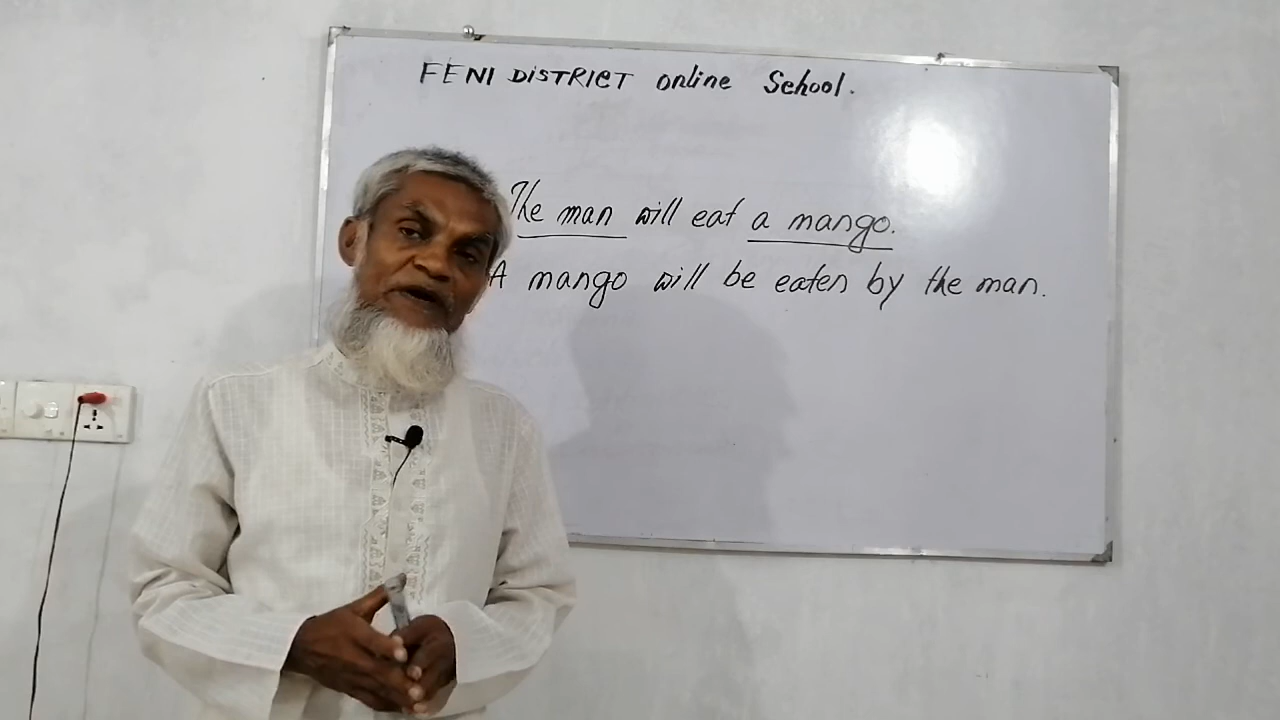 FENI DISTRICT online School.
The man will eat a mango.
A mango will be eaten by the man.